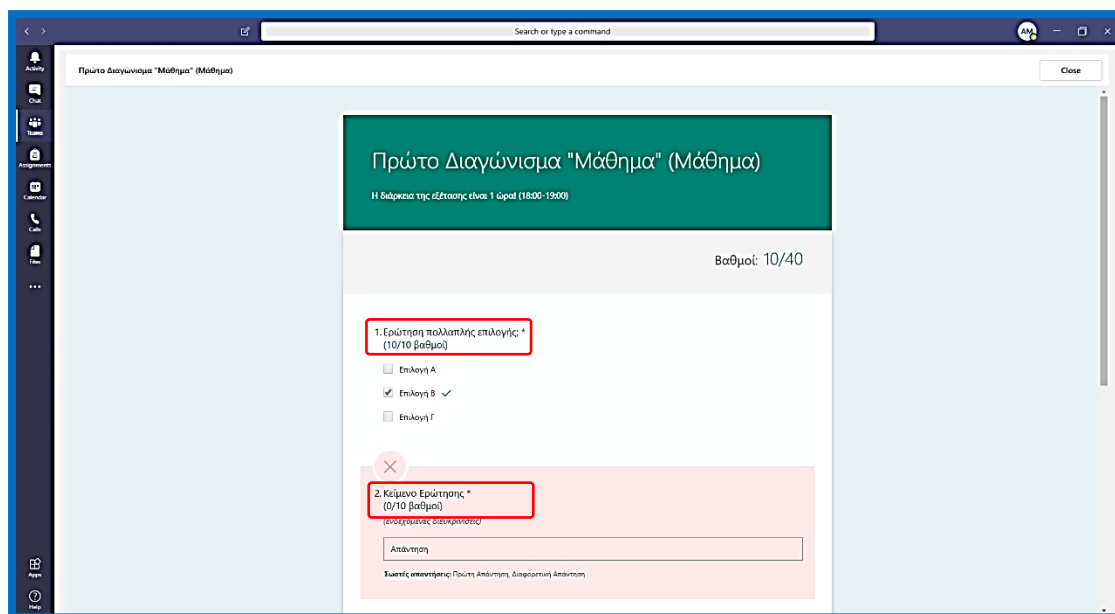 Search or type a command
AM
Activity
Πρώτο Διαγώνισμα "Μάθημα" (Μάθημα)
Close
Chat
Teams
Assignments
Calendar
Calls
Files
Πρώτο Διαγώνισμα "Μάθημα" (Μάθημα)
Η διάρκεια της εξέτασης είναι 1 ώρα! (18:00-19:00)
Βαθμοί: 10/40
1. Ερώτηση πολλαπλής επιλογής; *
(10/10 βαθμοί)
Επιλογή Α
Επιλογή Β
Επιλογή Γ
2. Κείμενο Ερώτησης *
(0/10 βαθμοί)
(ενδεχόμενες διευκρινίσεις)
Απάντηση
Σωστές απαντήσεις: Πρώτη Απάντηση, Διαφορετική Απάντηση
Apps
Help